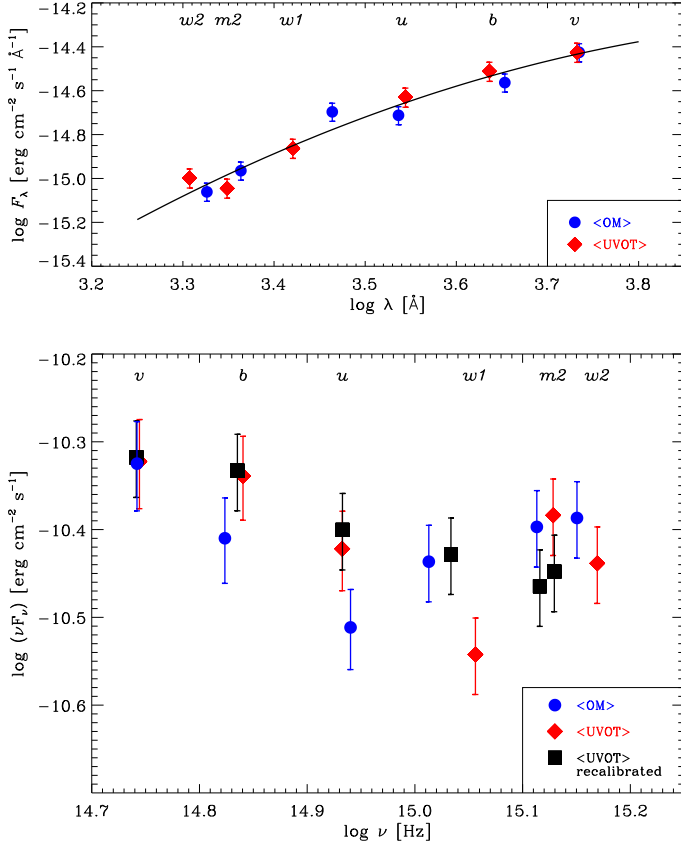 w2 m2 w1 u b v
−14.2
−14.4
−14.6
−14.8
−15.0
−15.2
−15.4
log Fλ [erg cm−2 s−1 Å−1]
<OM>
<UVOT>
3.2 3.3 3.4 3.5 3.6 3.7 3.8
log λ [Å]
−10.2
v b u w1 m2 w2
−10.3
−10.4
−10.5
−10.6
log (νFν) [erg cm−2 s−1]
<OM>
<UVOT>
<UVOT>
recalibrated
14.7 14.8 14.9 15.0 15.1 15.2
log ν [Hz]